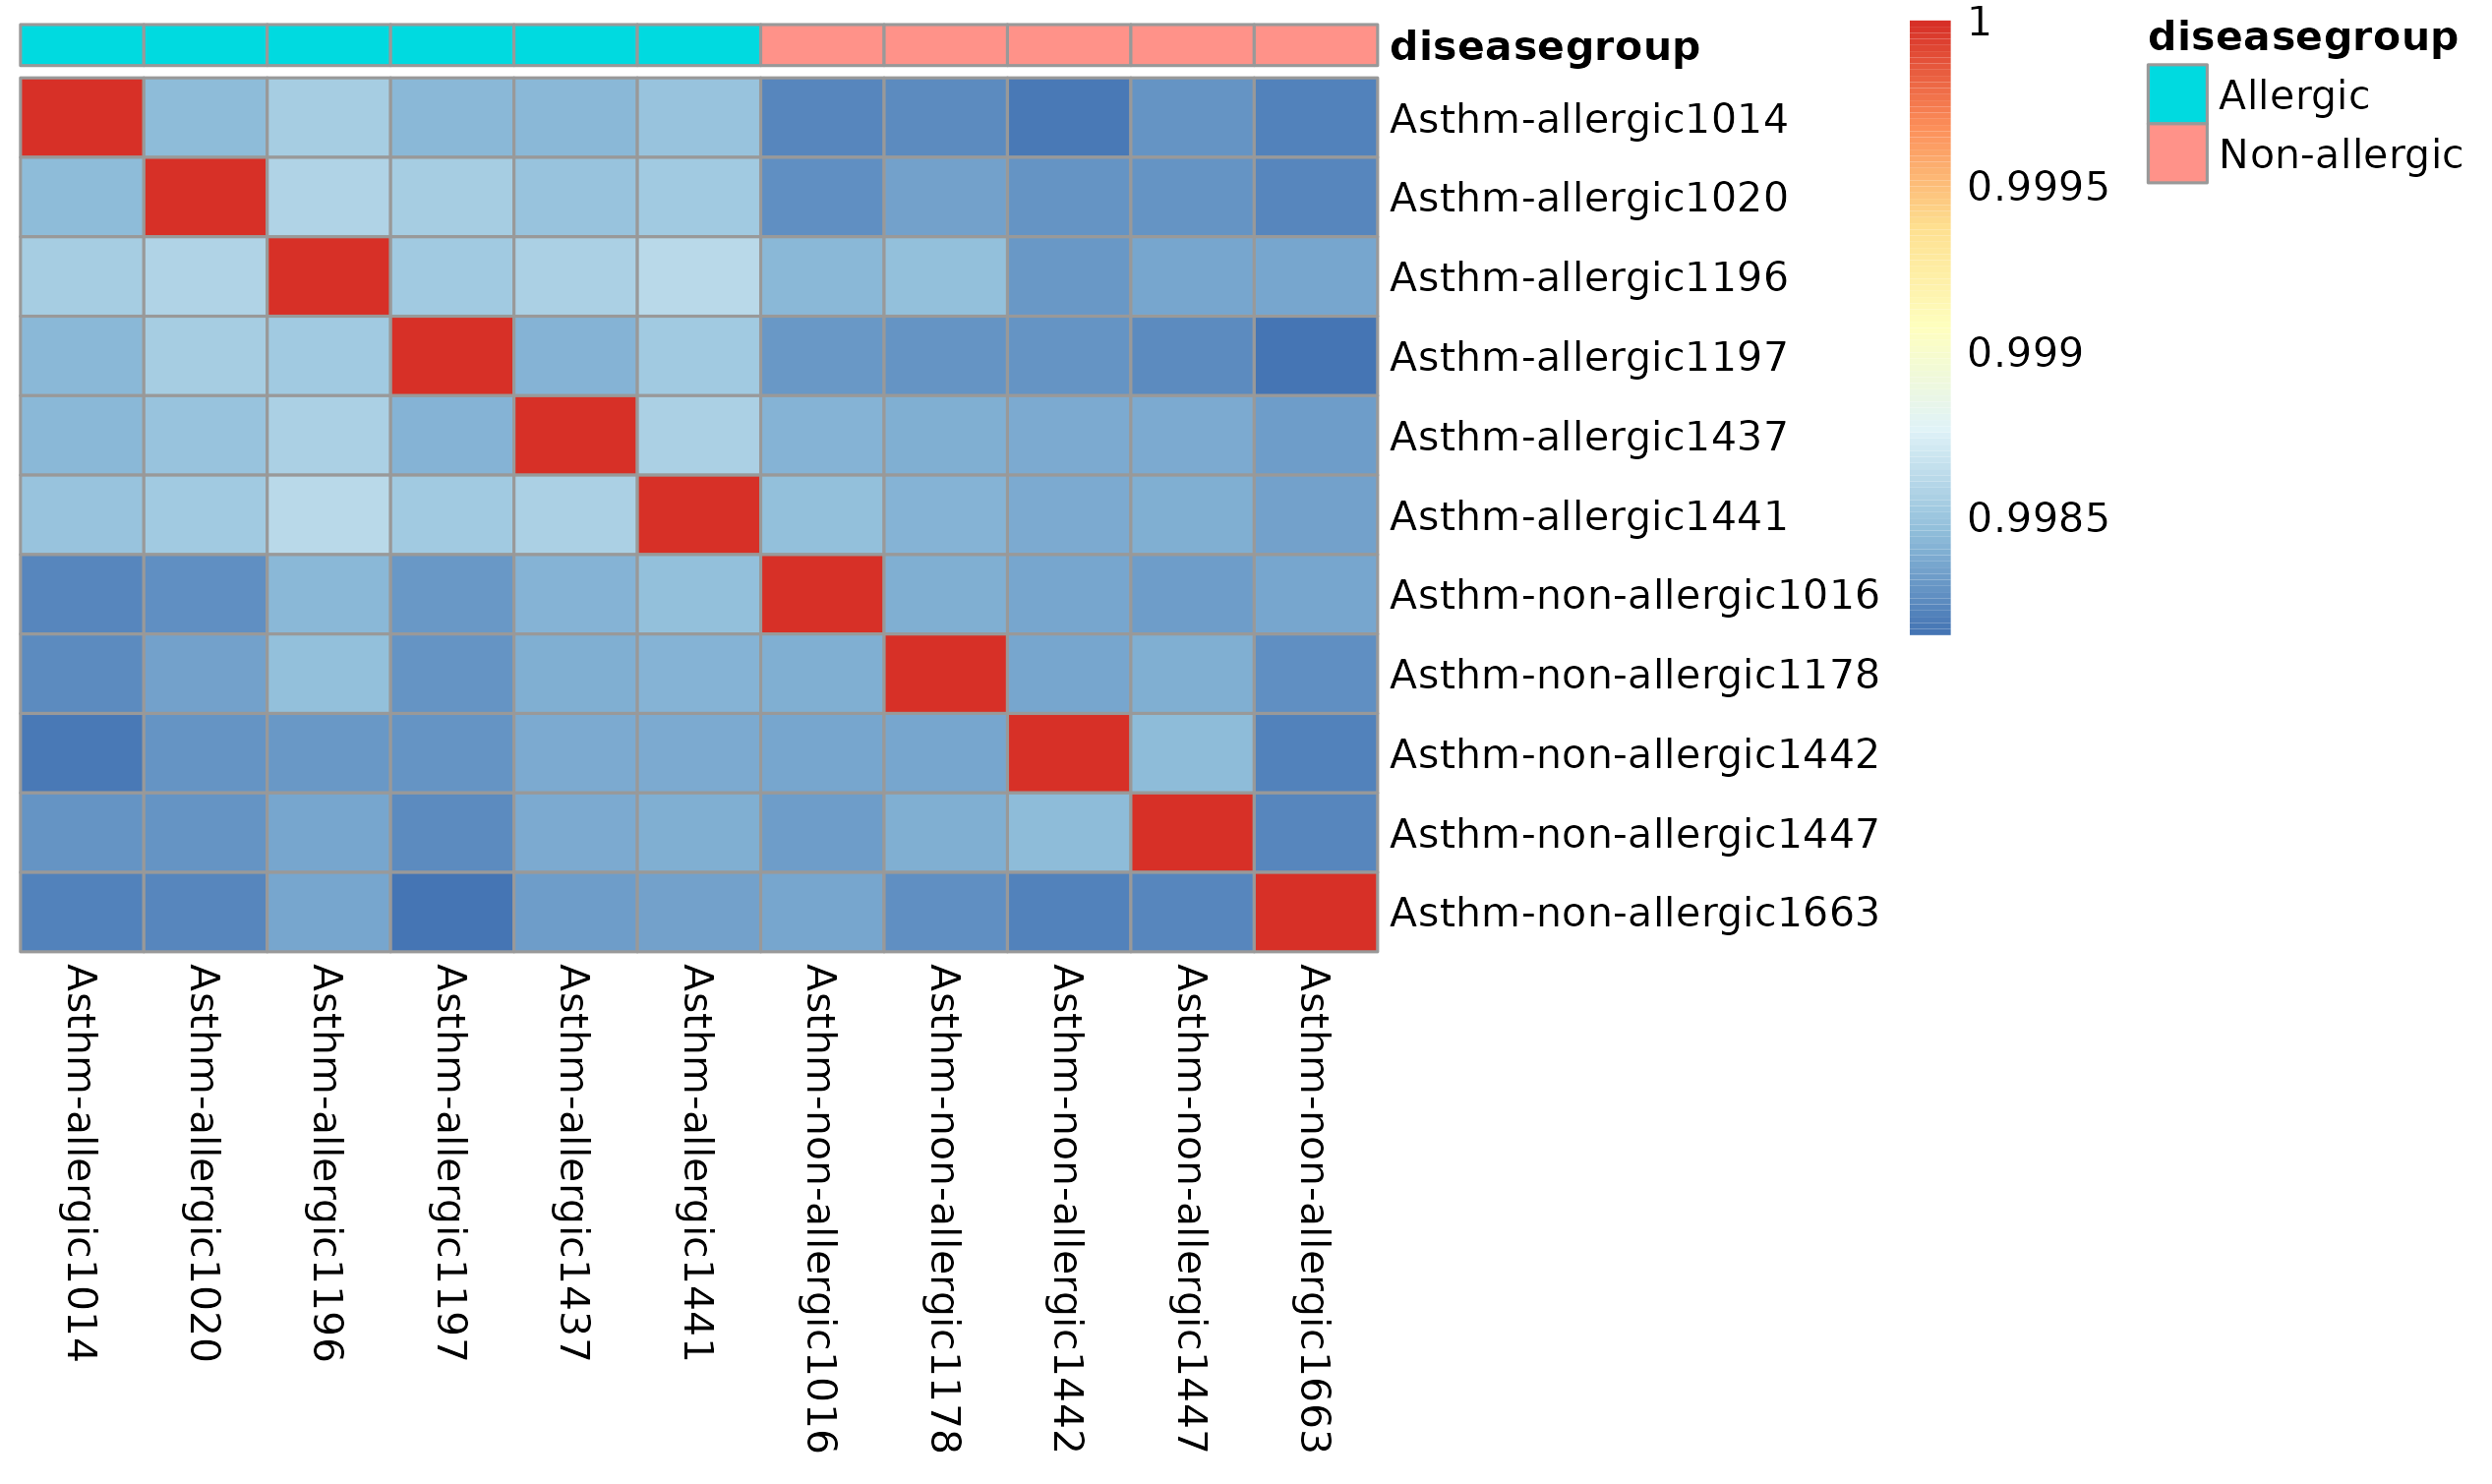 diseasegroup
Asthm-allergic1014
Asthm-allergic1020
Asthm-allergic1196
Asthm-allergic1197
Asthm-allergic1437
Asthm-allergic1441
Asthm-non-allergic1016
Asthm-non-allergic1178
Asthm-non-allergic1442
Asthm-non-allergic1447
Asthm-non-allergic1663
Asthm-allergic1014
Asthm-allergic1020
Asthm-allergic1196
Asthm-allergic1197
Asthm-allergic1437
Asthm-allergic1441
Asthm-non-allergic1016
Asthm-non-allergic1178
Asthm-non-allergic1442
Asthm-non-allergic1447
Asthm-non-allergic1663
1
0.9995
0.999
0.9985
diseasegroup
Allergic
Non-allergic